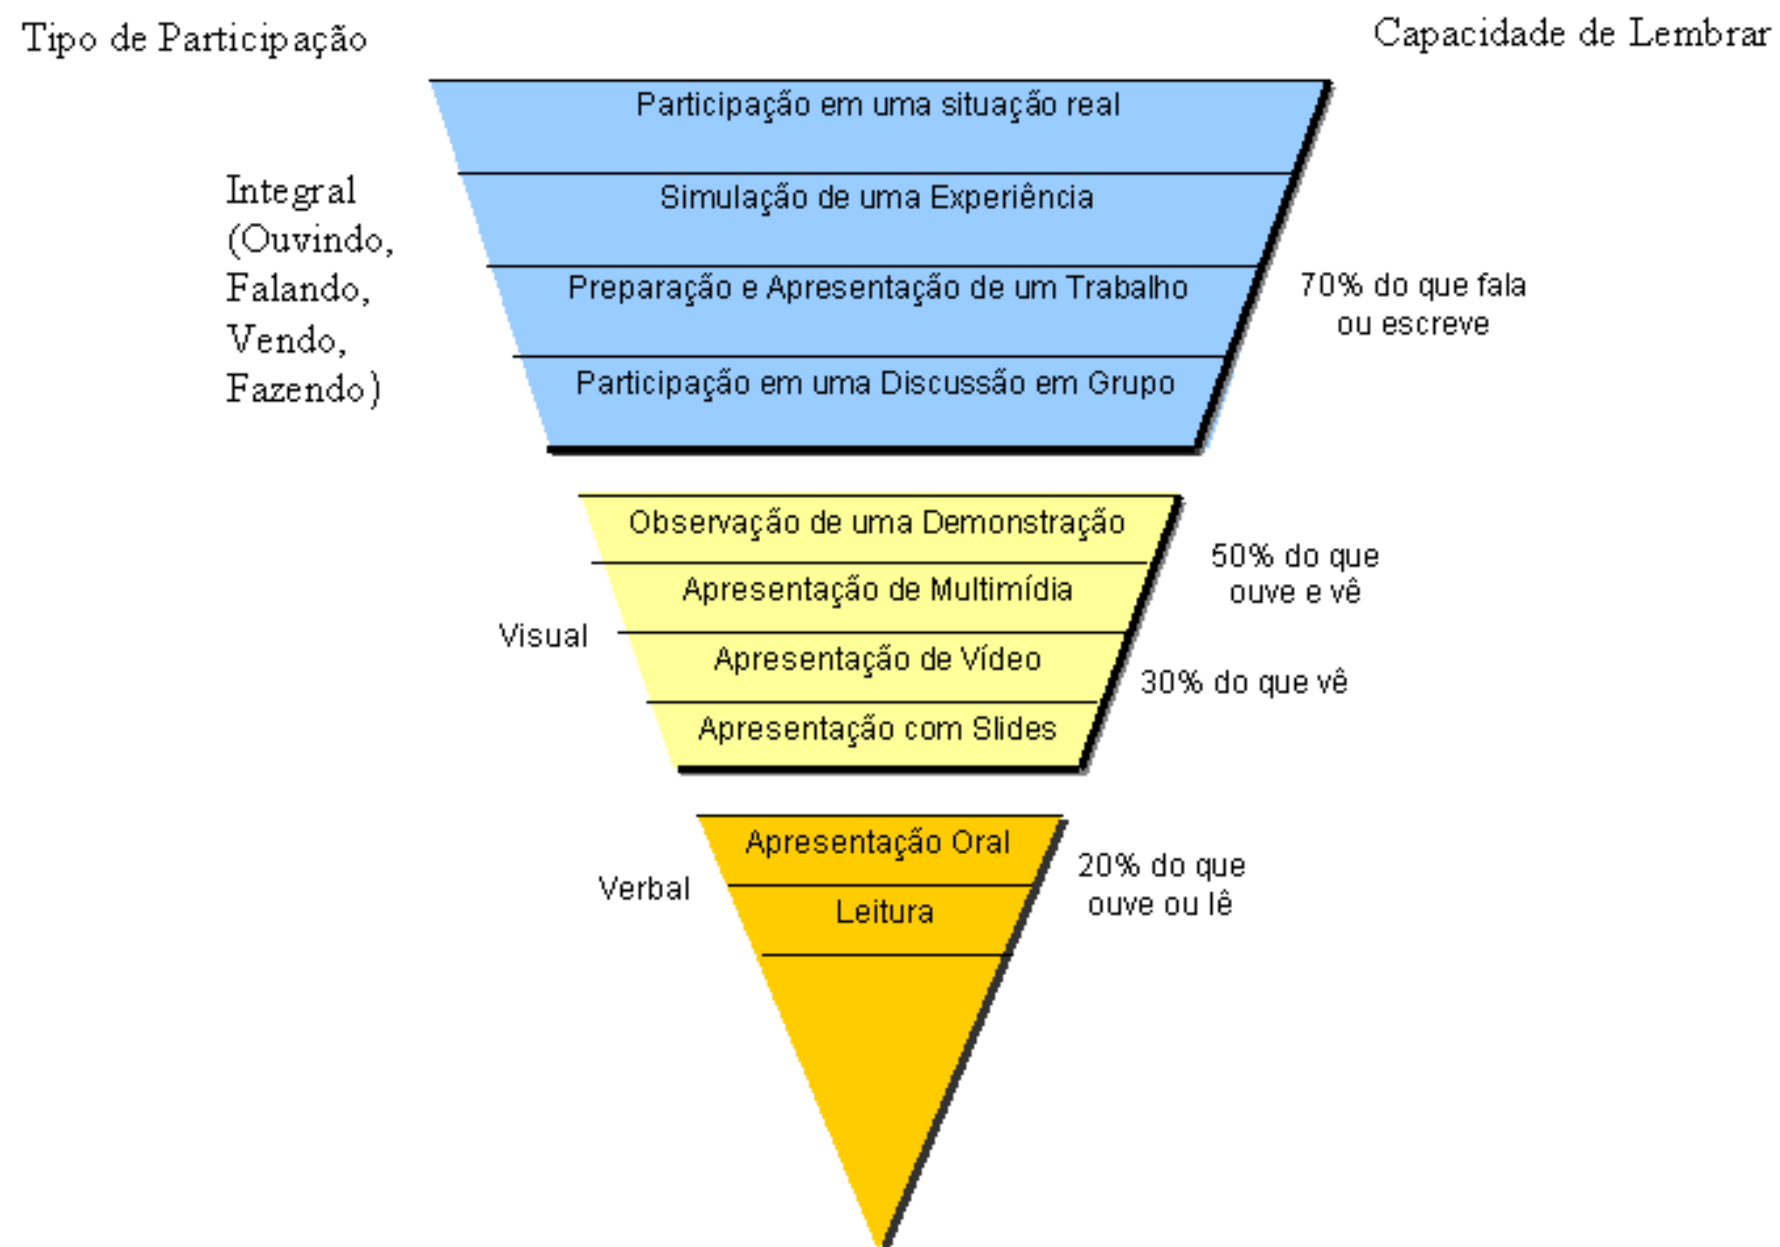 Tipo de Participação
Capacidade de Lembrar
Participação em uma situação real
Simulação de uma Experiência
Preparação e Apresentação de um Trabalho
Participação em uma Discussão em Grupo
Integral
(Ouvindo,
Falando,
Vendo,
Fazendo)
70% do que fala
ou escreve
Observação de uma Demonstração
Apresentação de Multimídia
Apresentação de Vídeo
Apresentação com Slides
Visual
50% do que
ouve e vê
30% do que vê
Apresentação Oral
Leitura
Verbal
20% do que
ouve ou lê